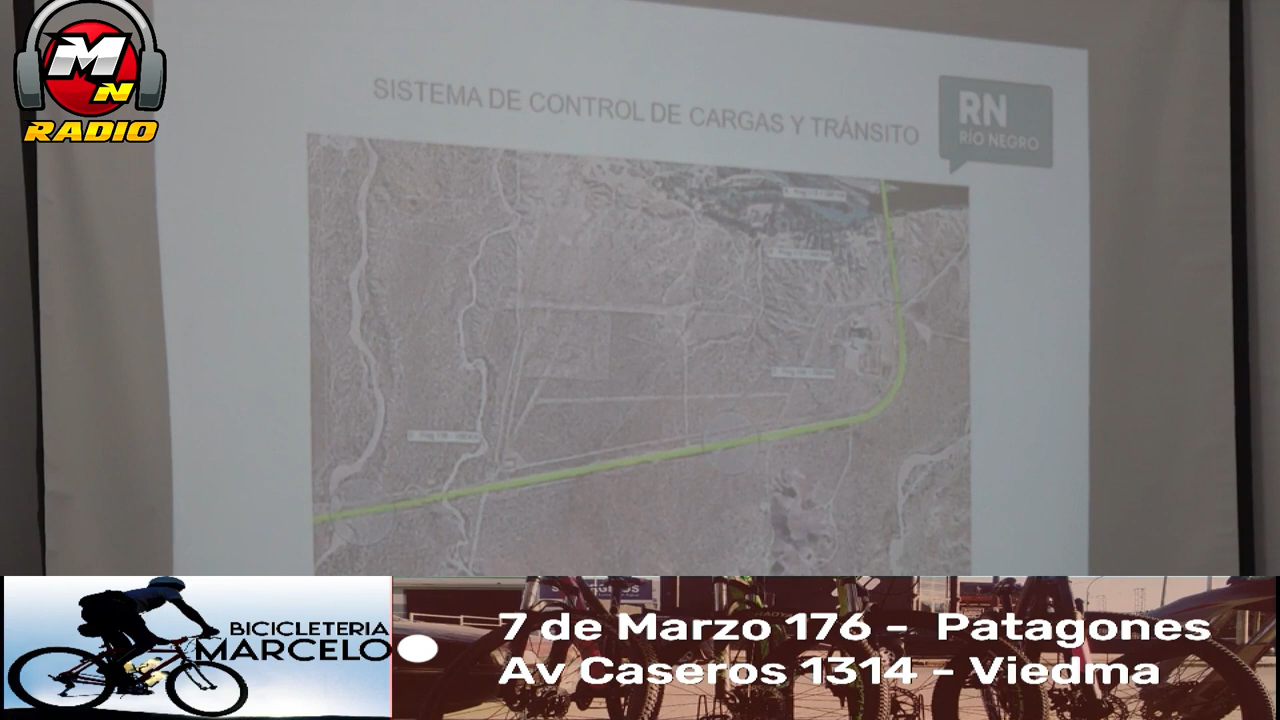 MN
RADIO
SISTEMA DE CONTROL DE CARGAS Y TRÁNSITO
RN
RÍO NEGRO
BICICLETERIA
MARCELO
7 de Marzo 176 - Patagones
Av Caseros 1314 - Viedma